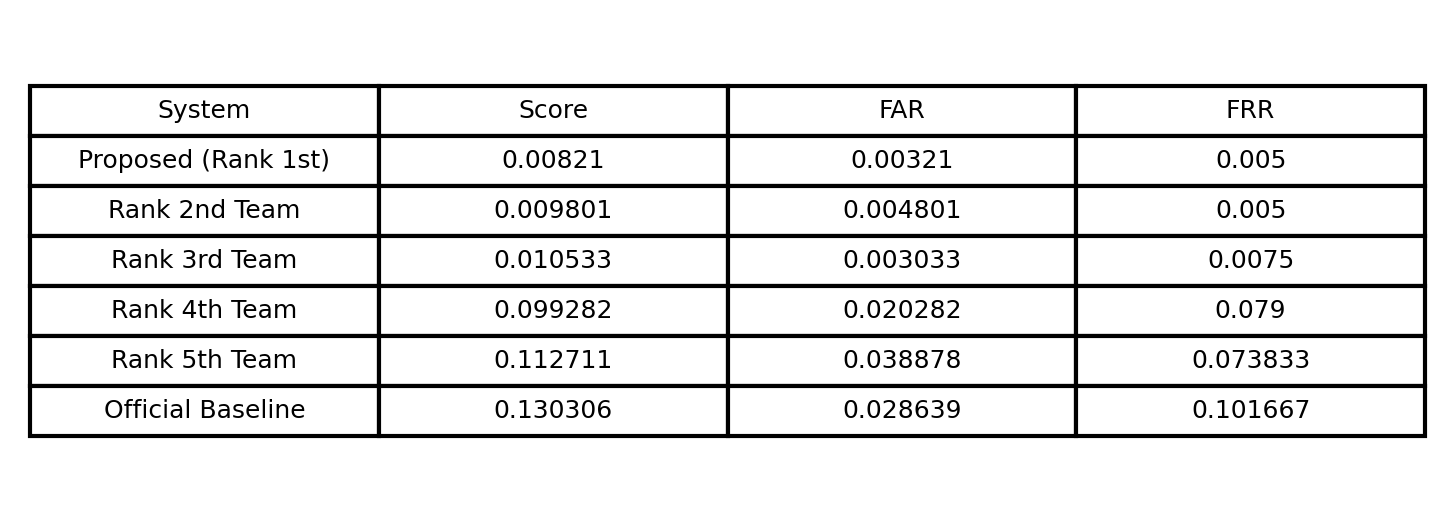 System Score FAR FRR
Proposed (Rank 1st) 0.00821 0.00321 0.005
Rank 2nd Team 0.009801 0.004801 0.005
Rank 3rd Team 0.010533 0.003033 0.0075
Rank 4th Team 0.099282 0.020282 0.079
Rank 5th Team 0.112711 0.038878 0.073833
Official Baseline 0.130306 0.028639 0.101667